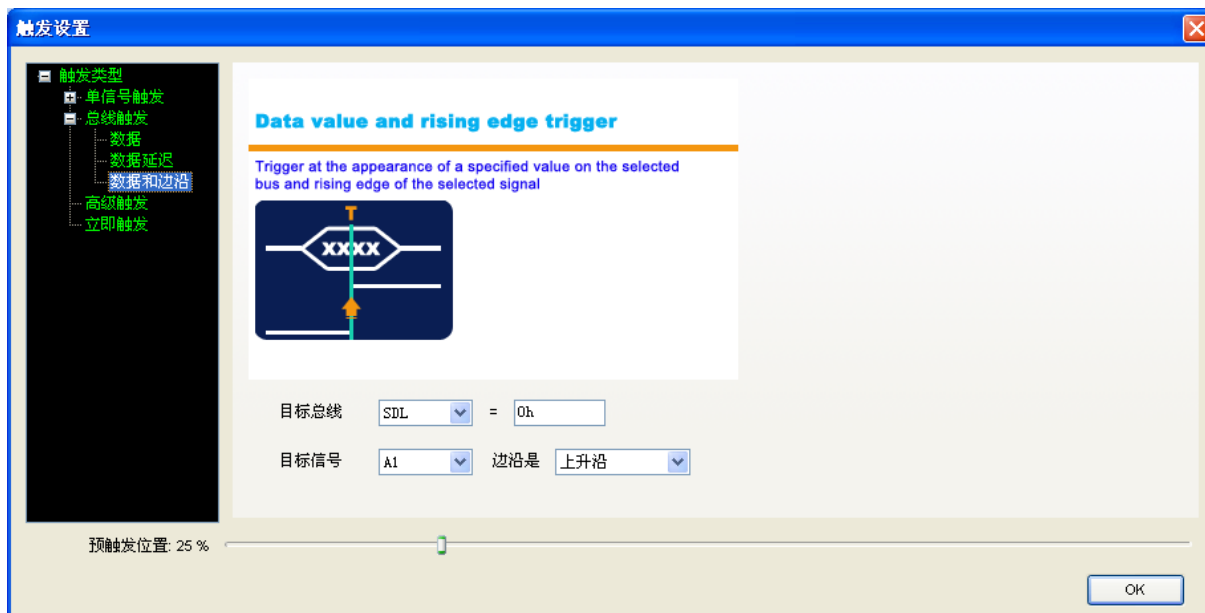 触发设置
触发类型
单信号触发
总线触发
数据
数据延迟
数据和边沿
高级触发
立即触发
Data value and rising edge trigger
Trigger at the appearance of a specified value on the selected
bus and rising edge of the selected signal
T
XXXX
目标总线 SDL = 0h
目标信号 A1 边沿是 上升沿
预触发位置: 25 %
OK